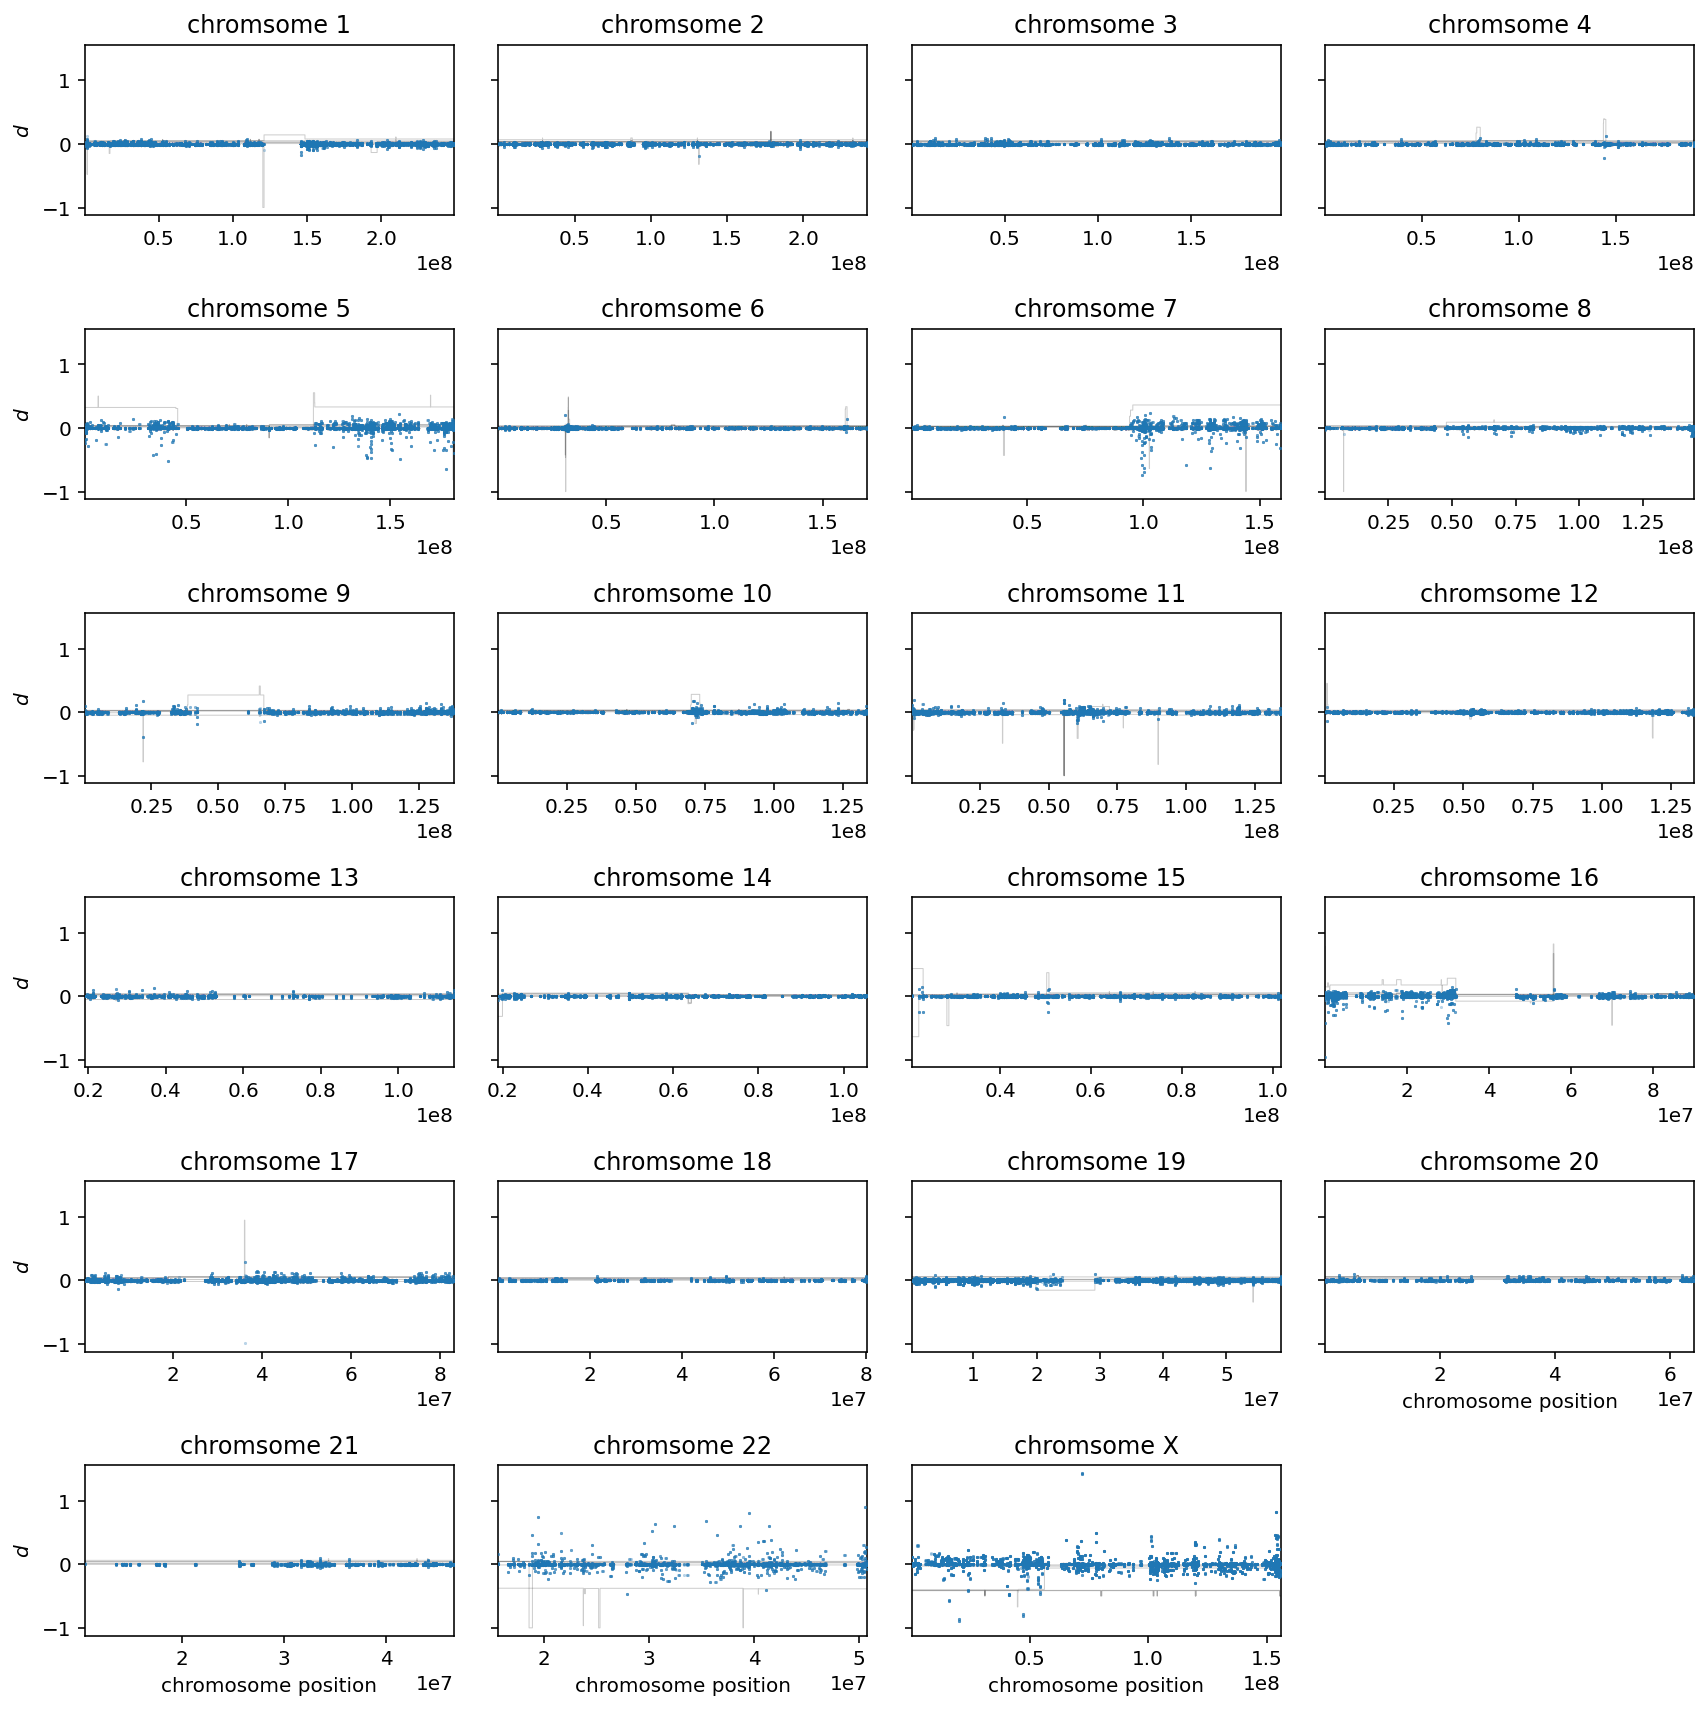 chromsome 1 chromsome 2 chromsome 3 chromsome 4
1
0
−1
d
0.5 1.0 1.5 2.0 0.5 1.0 1.5 2.0 0.5 1.0 1.5 0.5 1.0 1.5
1e8 1e8 1e8 1e8
chromsome 5 chromsome 6 chromsome 7 chromsome 8
1
0
−1
d
0.5 1.0 1.5 0.5 1.0 1.5 0.5 1.0 1.5 0.25 0.50 0.75 1.00 1.25
1e8 1e8 1e8 1e8
chromsome 9 chromsome 10 chromsome 11 chromsome 12
1
0
−1
d
0.25 0.50 0.75 1.00 1.25 0.25 0.50 0.75 1.00 1.25 0.25 0.50 0.75 1.00 1.25 0.25 0.50 0.75 1.00 1.25
1e8 1e8 1e8 1e8
chromsome 13 chromsome 14 chromsome 15 chromsome 16
1
0
−1
d
0.2 0.4 0.6 0.8 1.0 0.2 0.4 0.6 0.8 1.0 0.4 0.6 0.8 1.0 2 4 6 8
1e8 1e8 1e8 1e7
chromsome 17 chromsome 18 chromsome 19 chromsome 20
1
0
−1
d
2 4 6 8 2 4 6 8 1 2 3 4 5 2 4 6
1e7 1e7 1e7 chromosome position 1e7
chromsome 21 chromsome 22 chromsome X
1
0
−1
d
2 3 4 2 3 4 5 0.5 1.0 1.5
chromosome position 1e7 chromosome position 1e7 chromosome position 1e8